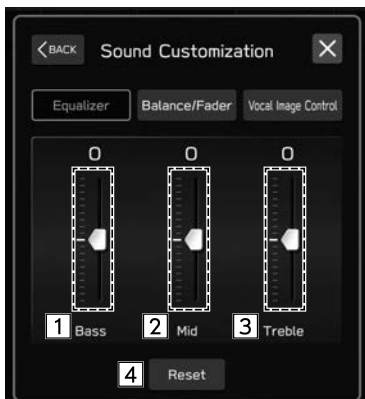 BACK Sound Customization
Equalizer Balance/Fader Vocal Image Control
0 0 0
1 Bass 2 Mid 3 Treble
4 Reset